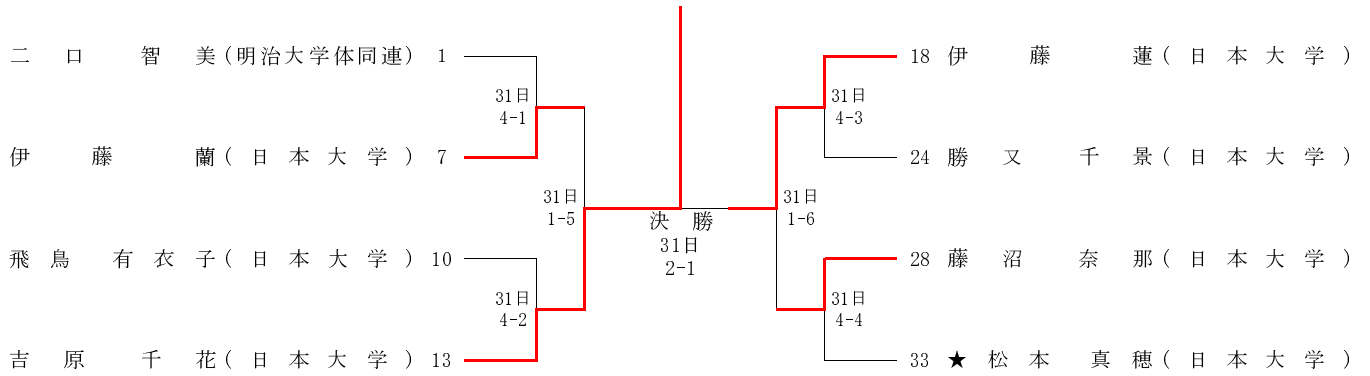 二口 智美(明治大学体同連) 1
31日
4-1
伊藤 蘭(日本大学) 7
31日
1-5
飛鳥 有衣子(日本大学) 10
31日
4-2
吉原 千花(日本大学) 13
決勝
31日
2-1
18 伊藤 蓮(日本大学)
31日
4-3
24 勝又 千景(日本大学)
31日
1-6
28 藤沼 奈那(日本大学)
31日
4-4
33 ★松本 真穂(日本大学)